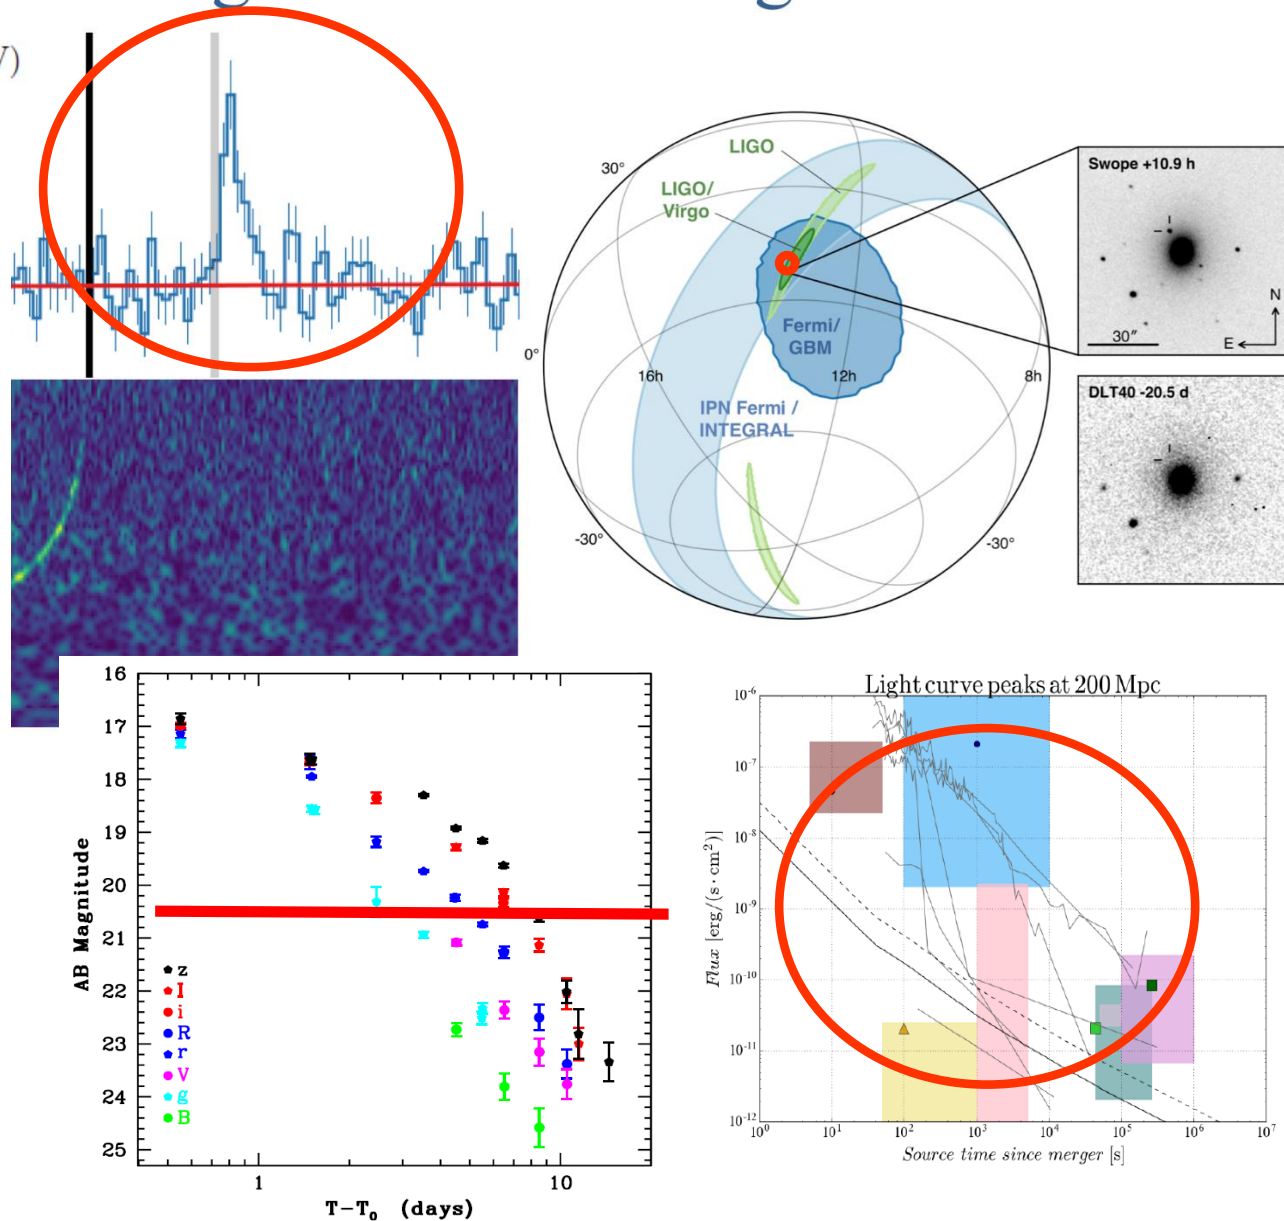 V)
LIGO
30°
LIGO/
Virgo
Fermi/
GBM
0°
16h
12h
8h
IPN Fermi /
INTEGRAL
-30°
-30°
Swope +10.9 h
30"
N
E
DLT40 -20.5 d
16
17
18
19
20
21
22
23
24
25
AB Magnitude
z
I
i
R
r
V
g
B
1
10
T-T₀ (days)
Light curve peaks at 200 Mpc
10⁻⁶
10⁻⁷
10⁻⁸
10⁻⁹
10⁻¹⁰
10⁻¹¹
10⁻¹²
Flux [erg/(s · cm²)]
10⁰
10¹
10²
10³
10⁴
10⁵
10⁶
10⁷
Source time since merger [s]